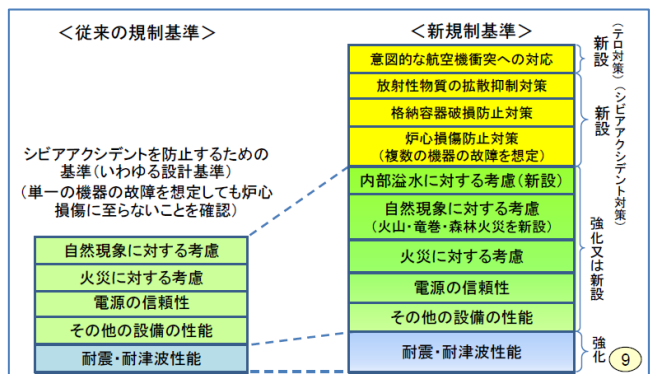 ＜従来の規制基準＞
シビアアクシデントを防止するための
基準(いわゆる設計基準)
(単一の機器の故障を想定しても炉心
損傷に至らないことを確認)
自然現象に対する考慮
火災に対する考慮
電源の信頼性
その他の設備の性能
耐震・耐津波性能
＜新規制基準＞
意図的な航空機衝突への対応
放射性物質の拡散抑制対策
格納容器破損防止対策
炉心損傷防止対策
(複数の機器の故障を想定)
内部溢水に対する考慮(新設)
自然現象に対する考慮
(火山・竜巻・森林火災を新設)
火災に対する考慮
電源の信頼性
その他の設備の性能
耐震・耐津波性能
新設
(テロ対策)
新設
(シビアアクシデント対策)
強化又は新設
強化
9